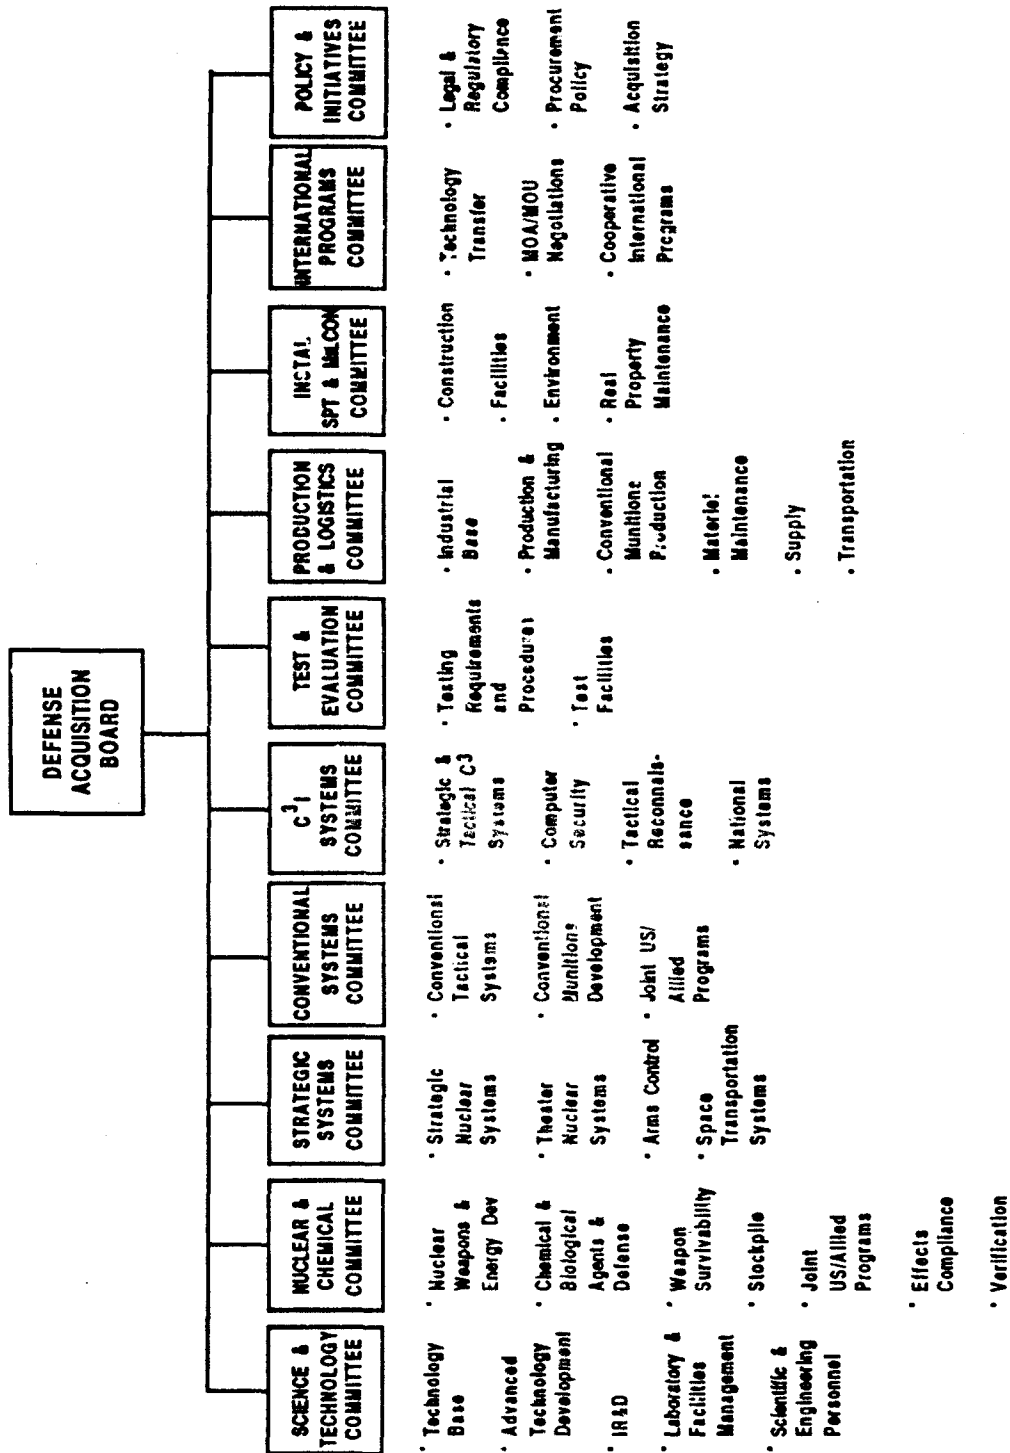 DEFENSE
ACQUISITION
BOARD
SCIENCE &
TECHNOLOGY
COMMITTEE
• Technology
Base
• Advanced
Technology
Development
• IR&D
• Laboratory &
Facilities
Management
• Scientific &
Engineering
Personnel
NUCLEAR &
CHEMICAL
COMMITTEE
• Nuclear
Weapons &
Energy Dev
• Chemical &
Biological
Agents &
Defense
• Weapon
Survivability
• Stockpile
• Joint
US/Allied
Programs
• Effects
Compliance
• Verification
STRATEGIC
SYSTEMS
COMMITTEE
• Strategic
Nuclear
Systems
• Theater
Nuclear
Systems
• Arms Control
• Space
Transportation
Systems
CONVENTIONAL
SYSTEMS
COMMITTEE
• Conventional
Tactical
Systems
• Conventional
Munitions
Development
• Joint US/
Allied
Programs
C³I
SYSTEMS
COMMITTEE
• Strategic &
Tactical C³
Systems
• Computer
Security
• Tactical
Reconnais-
sance
• National
Systems
TEST &
EVALUATION
COMMITTEE
• Testing
Requirements
and
Procedures
• Test
Facilities
PRODUCTION
& LOGISTICS
COMMITTEE
• Industrial
Base
• Production &
Manufacturing
• Conventional
Munitions
Production
• Materiel
Maintenance
• Supply
• Transportation
INSTAL
SPT & MILCON
COMMITTEE
• Construction
• Facilities
• Environment
• Real
Property
Maintenance
INTERNATIONAL
PROGRAMS
COMMITTEE
• Technology
Transfer
• MOA/MOU
Negotiations
• Cooperative
International
Programs
POLICY &
INITIATIVES
COMMITTEE
• Legal &
Regulatory
Compliance
• Procurement
Policy
• Acquisition
Strategy